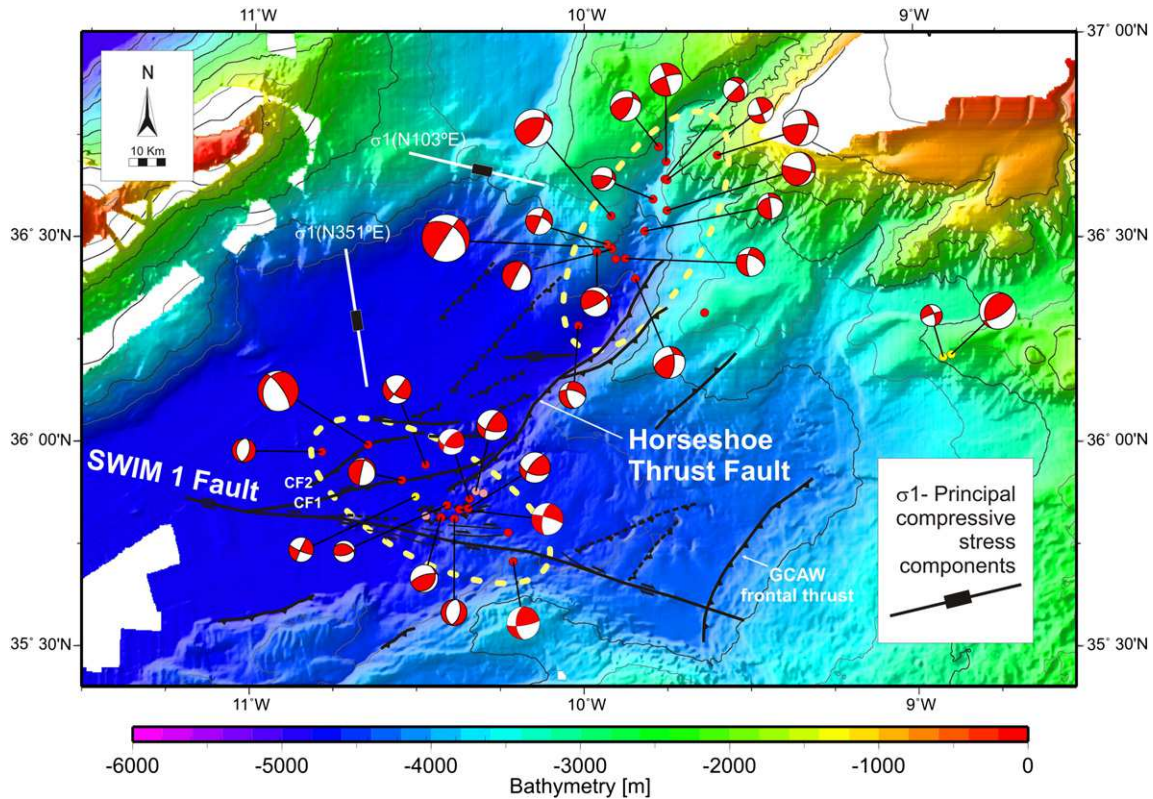 11˚W
10˚W
9˚W
37˚00'N
N
10 Km
σ1(N103ºE)
36˚30'N
36˚30'N
σ1(N351ºE)
36˚00'N
36˚00'N
Horseshoe
Thrust Fault
SWIM 1 Fault
CF2
CF1
σ1- Principal
compressive
stress
components
GCAW
frontal thrust
35˚30'N
35˚30'N
11˚W
10˚W
9˚W
-6000
-5000
-4000
-3000
-2000
-1000
0
Bathymetry [m]